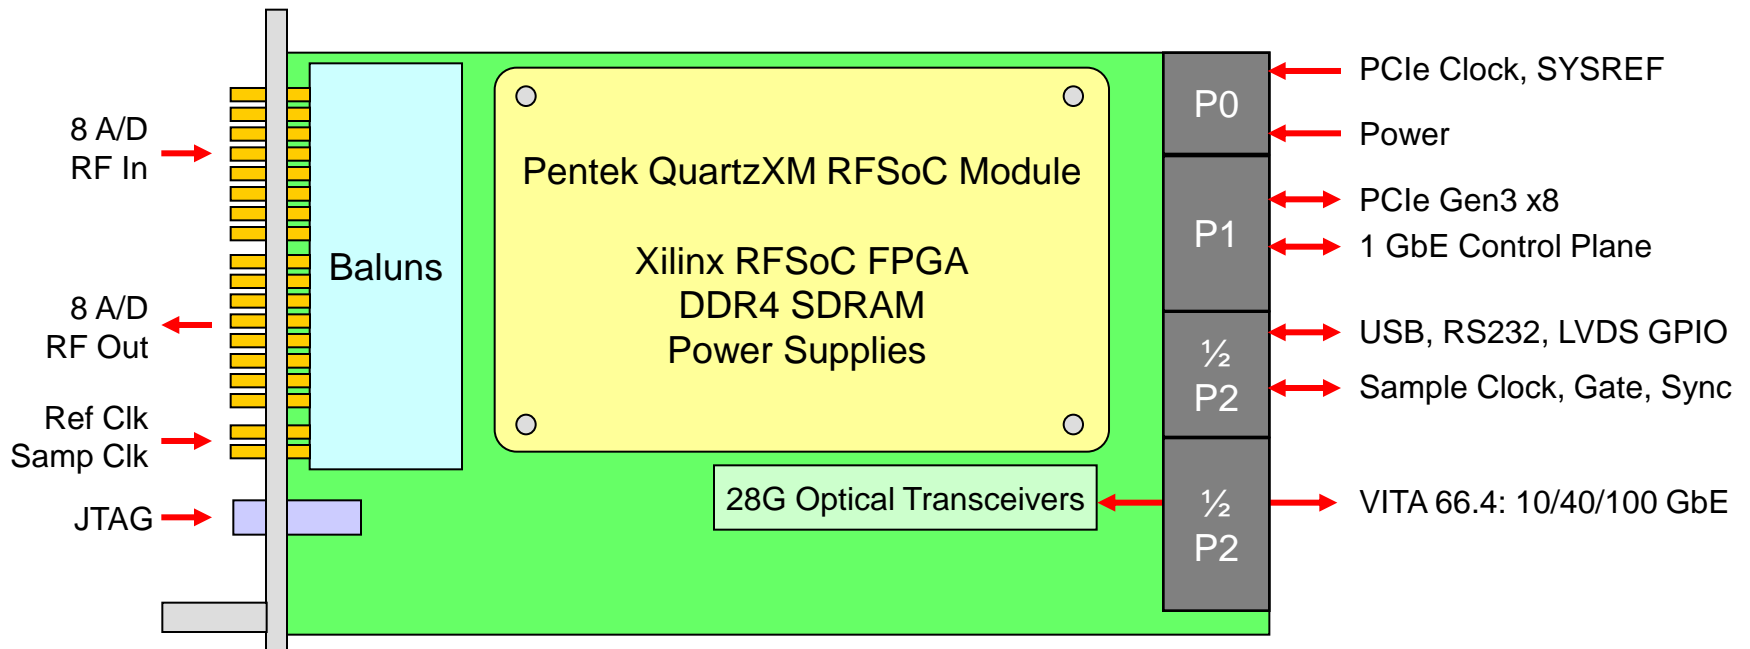 8 A/D
RF In
8 A/D
RF Out
Ref Clk
Samp Clk
JTAG
Baluns
Pentek QuartzXM RFSoC Module
Xilinx RFSoC FPGA
DDR4 SDRAM
Power Supplies
28G Optical Transceivers
P0
P1
½
P2
½
P2
PCIe Clock, SYSREF
Power
PCIe Gen3 x8
1 GbE Control Plane
USB, RS232, LVDS GPIO
Sample Clock, Gate, Sync
VITA 66.4: 10/40/100 GbE